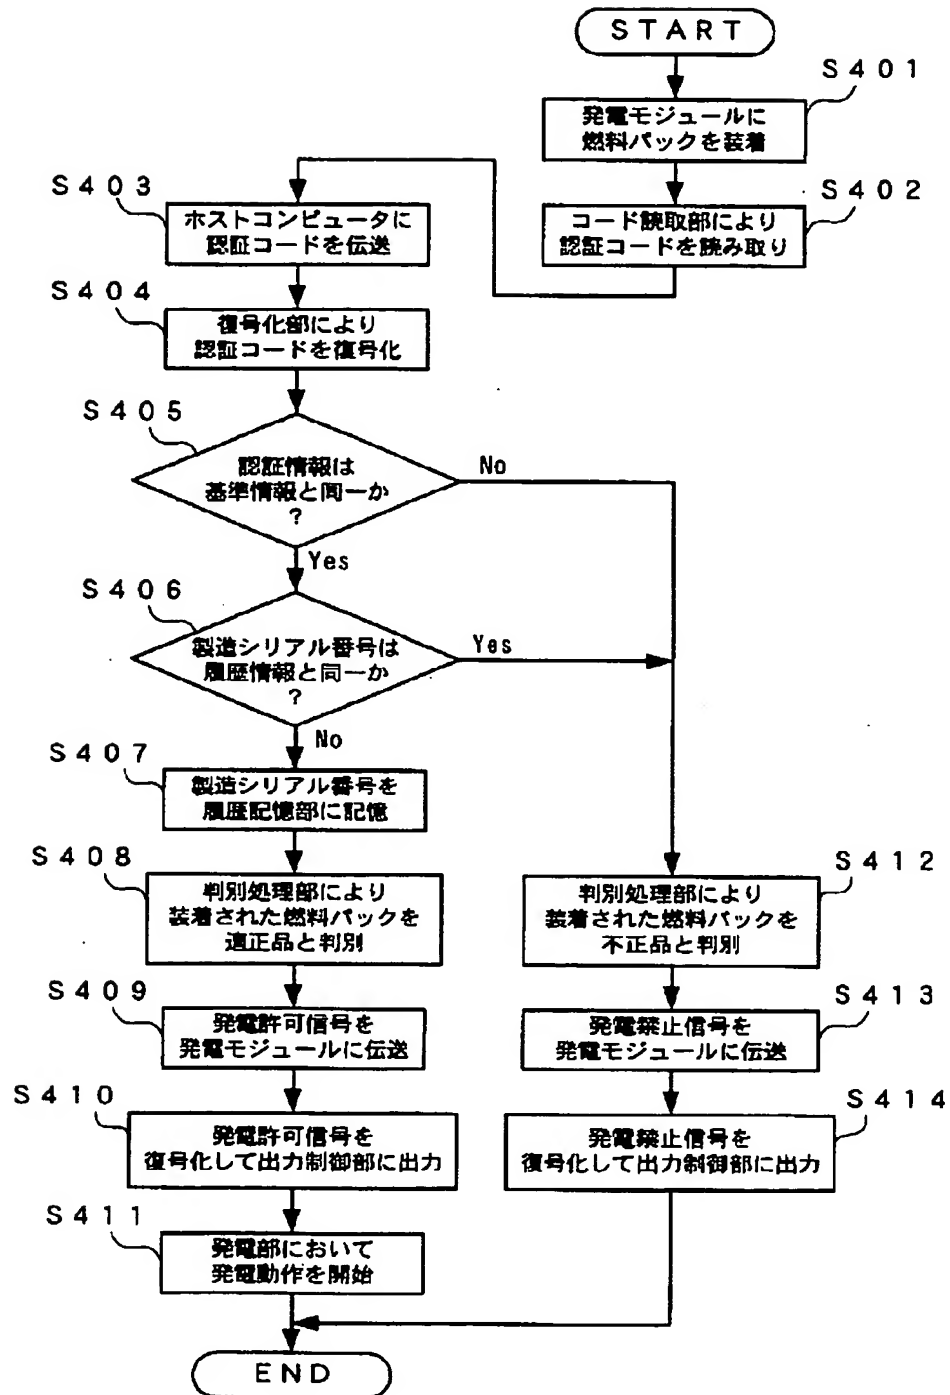 START
S401
発電モジュールに
燃料パックを装着
S402
コード読取部により
認証コードを読み取り
S403
ホストコンピュータに
認証コードを伝送
S404
復号化部により
認証コードを復号化
S405
認証情報は
基準情報と同一か
?
No
Yes
S406
製造シリアル番号は
履歴情報と同一か
?
Yes
No
S407
製造シリアル番号を
履歴記憶部に記憶
S408
判別処理部により
装着された燃料パックを
適正品と判別
S409
発電許可信号を
発電モジュールに伝送
S410
発電許可信号を
復号化して出力制御部に出力
S411
発電部において
発電動作を開始
S412
判別処理部により
装着された燃料パックを
不正品と判別
S413
発電禁止信号を
発電モジュールに伝送
S414
発電禁止信号を
復号化して出力制御部に出力
END